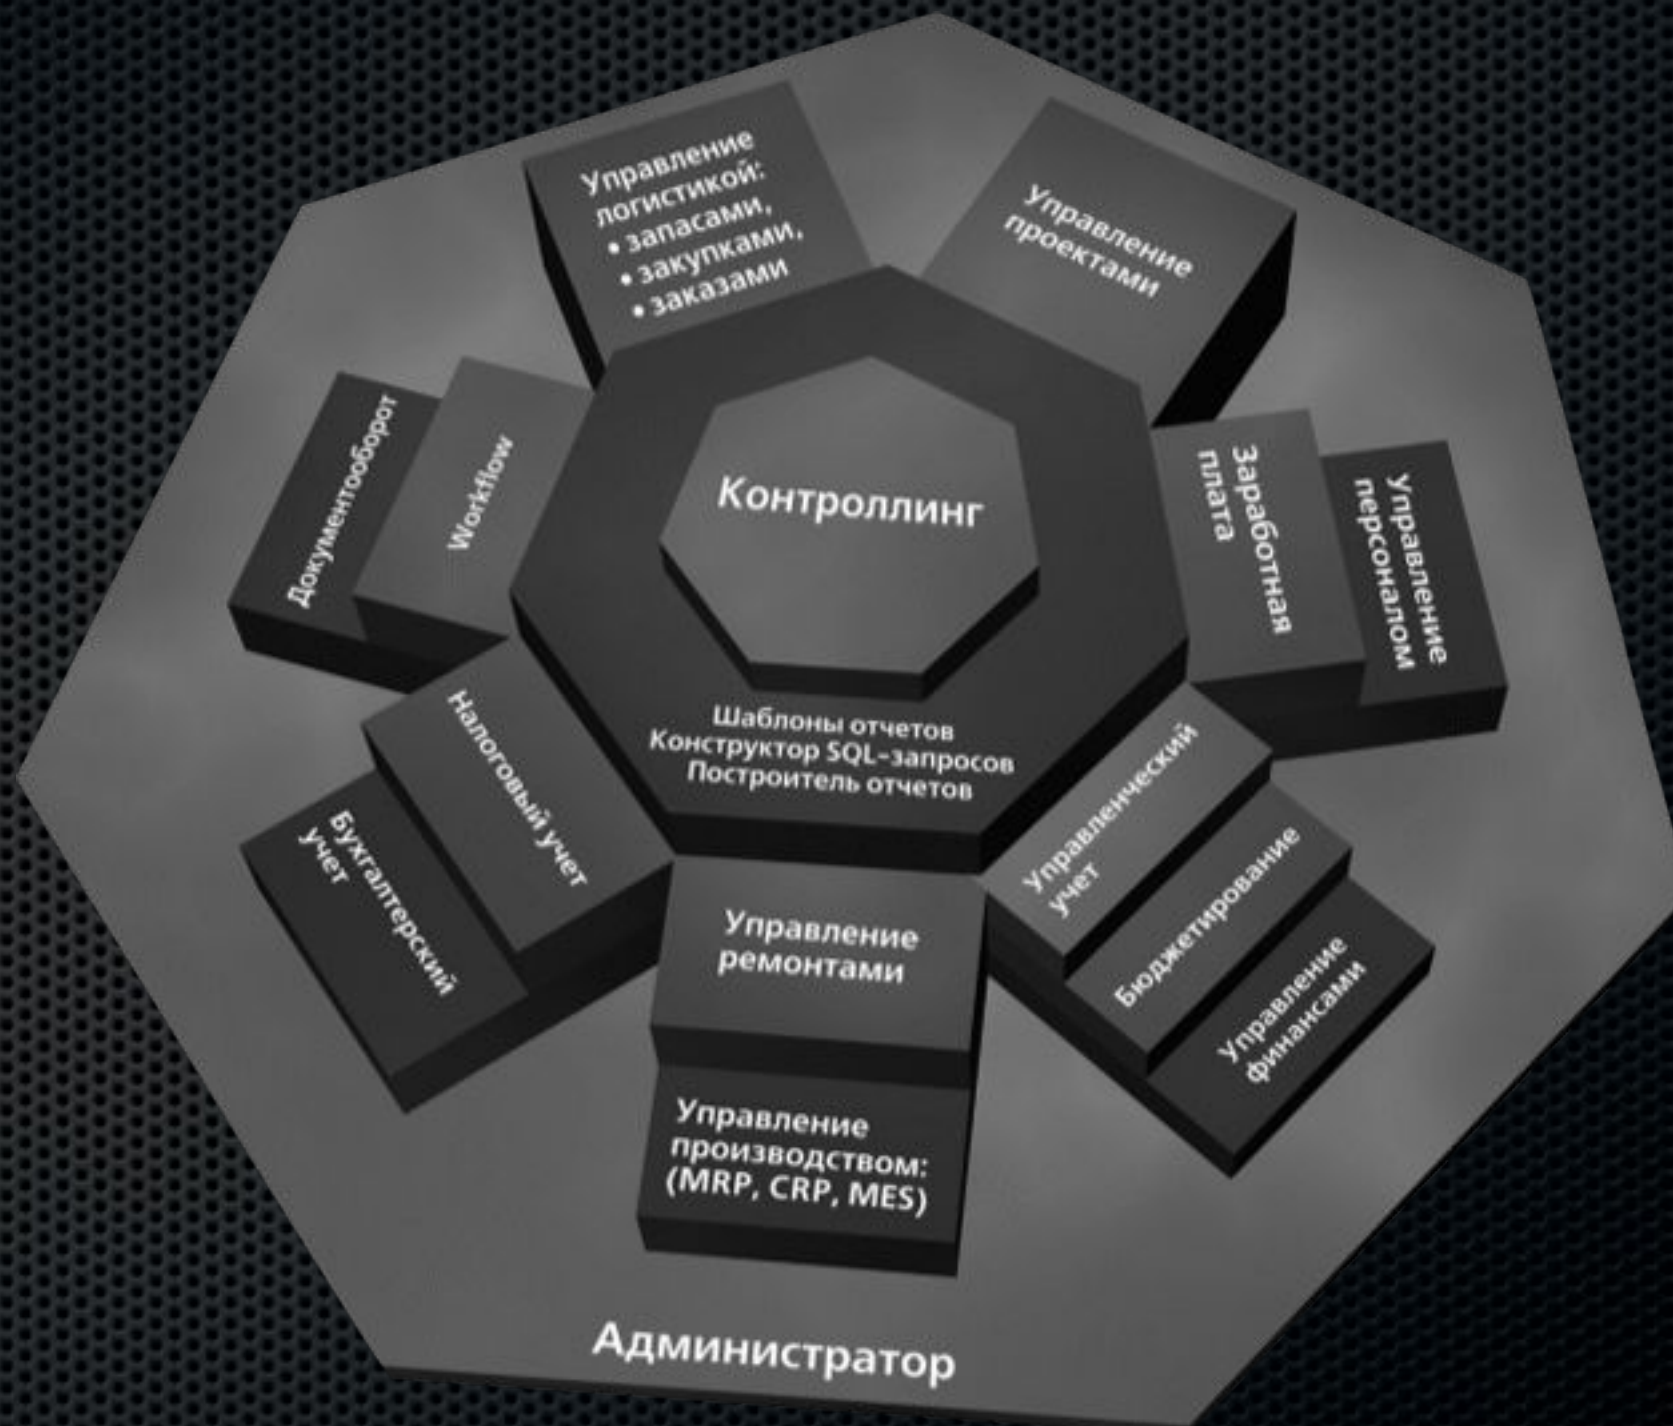 Управление
логистикой:
• запасами,
• закупками,
• заказами
Управление
проектами
Документооборот
Workflow
Контроллинг
Заработная
плата
Управление
персоналом
Шаблоны отчетов
Конструктор SQL-запросов
Построитель отчетов
Налоговый учет
Бухгалтерский
учет
Управленческий
учет
Бюджетирование
Управление
финансами
Управление
ремонтами
Управление
производством:
(MRP, CRP, MES)
Администратор